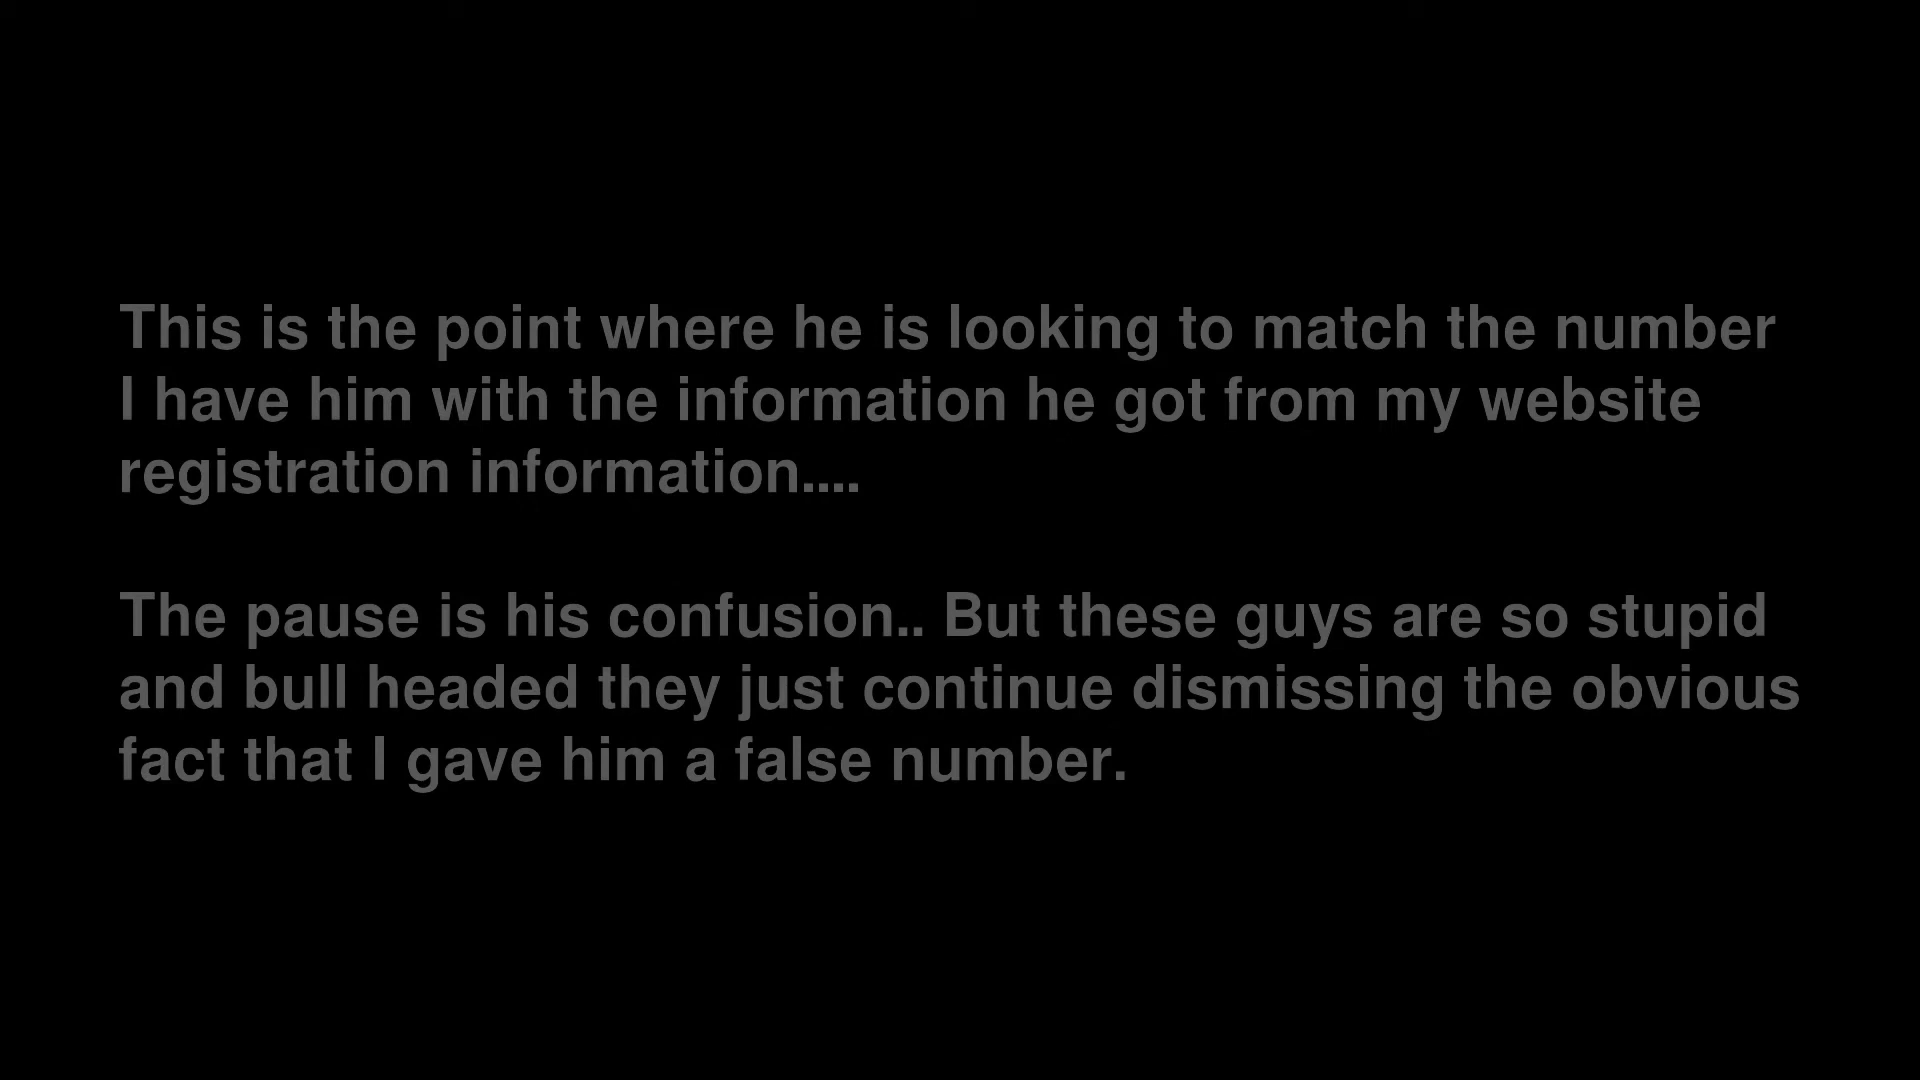 This is the point where he is looking to match the number
I have him with the information he got from my website
registration information....
The pause is his confusion.. But these guys are so stupid
and bull headed they just continue dismissing the obvious
fact that I gave him a false number.